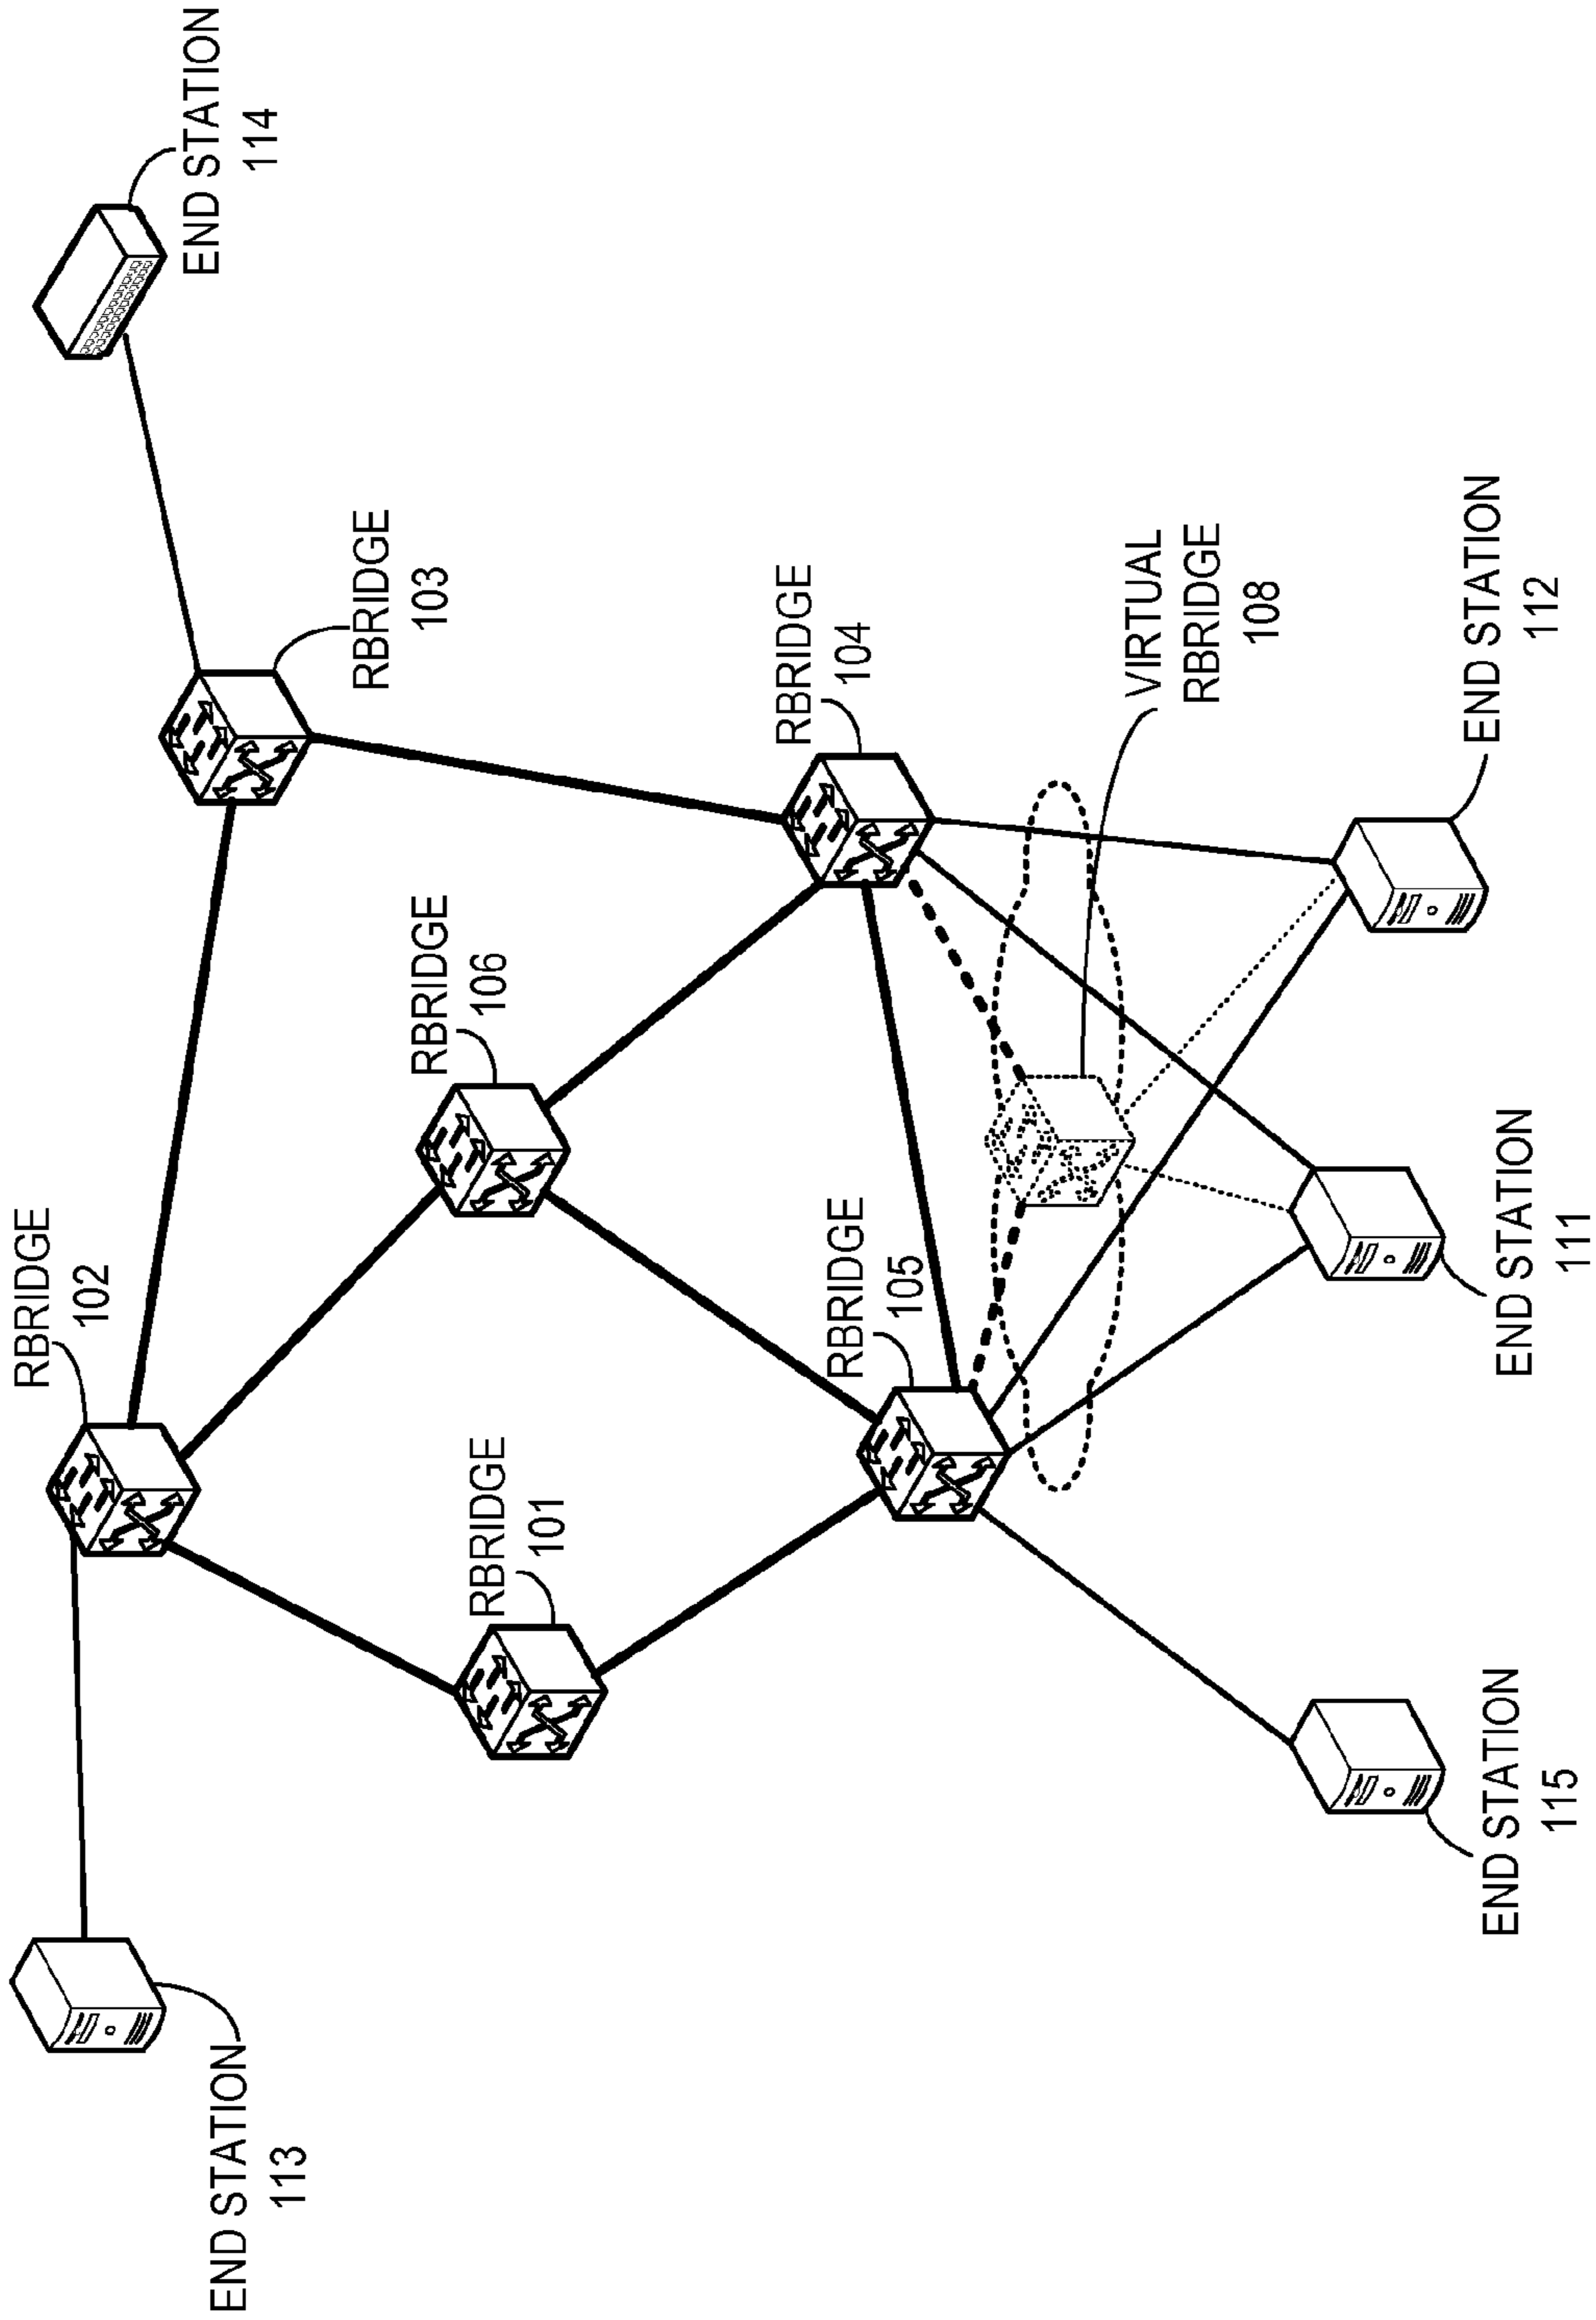 END STATION
113
RBRIDGE
102
RBRIDGE
101
RBRIDGE
106
RBRIDGE
103
END STATION
114
RBRIDGE
105
RBRIDGE
104
VIRTUAL
RBRIDGE
108
END STATION
115
END STATION
111
END STATION
112